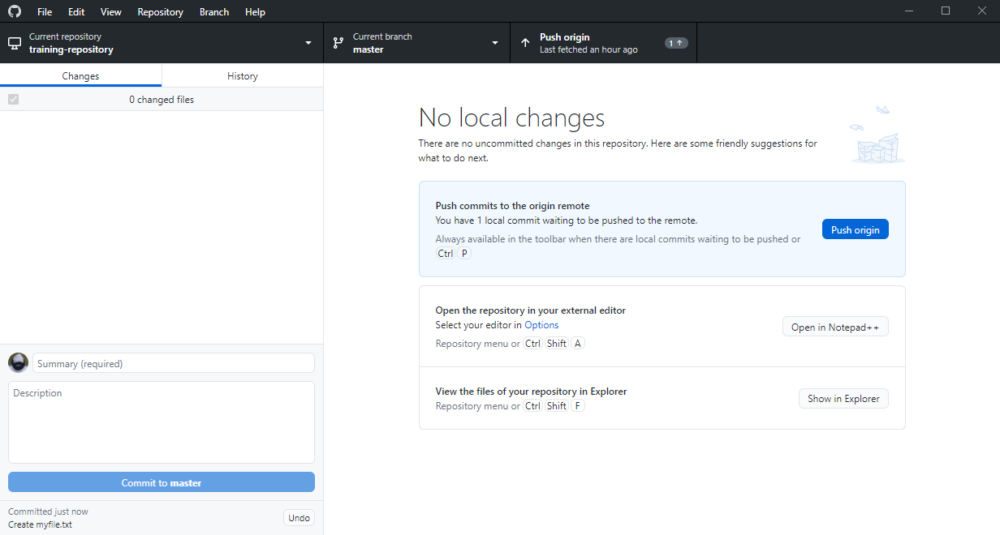 File Edit View Repository Branch Help
Current repository
training-repository
Current branch
master
Push origin
Last fetched an hour ago
1
Changes
History
0 changed files
No local changes
There are no uncommitted changes in this repository. Here are some friendly suggestions for
what to do next.
Push commits to the origin remote
You have 1 local commit waiting to be pushed to the remote.
Always available in the toolbar when there are local commits waiting to be pushed or
Ctrl P
Push origin
Open the repository in your external editor
Select your editor in Options
Repository menu or Ctrl Shift A
Open in Notepad++
View the files of your repository in Explorer
Repository menu or Ctrl Shift F
Show in Explorer
Summary (required)
Description
Commit to master
Committed just now
Create myfile.txt
Undo